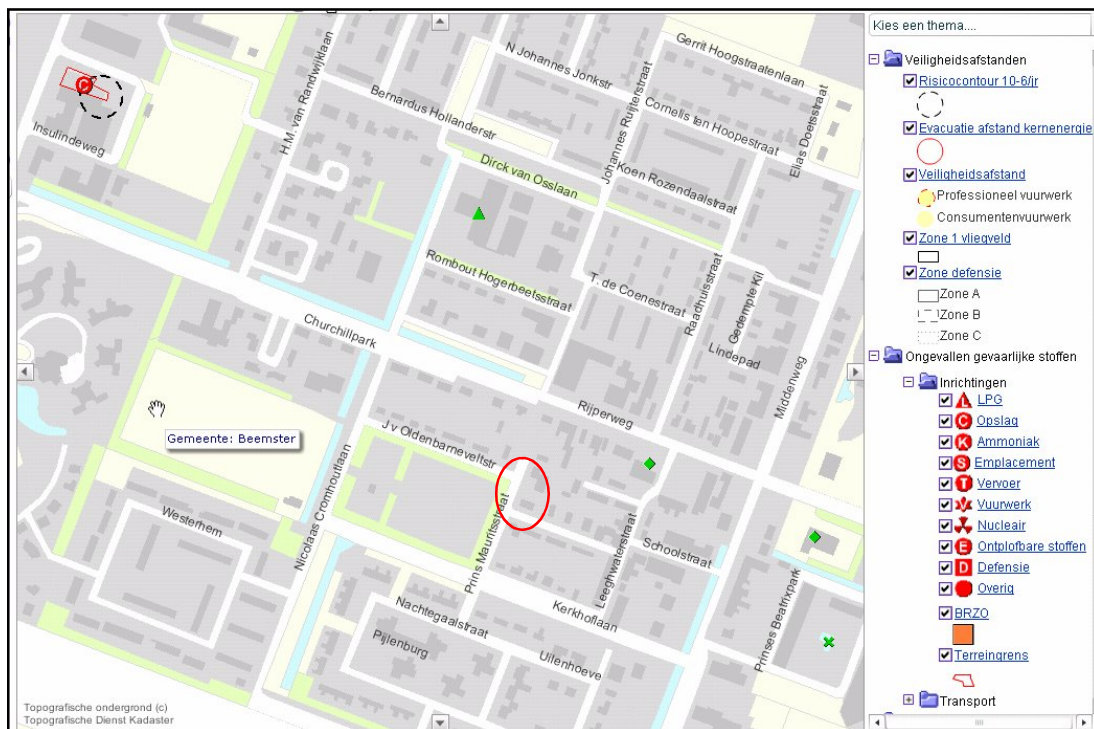 Kies een thema....
Veiligheidsafstanden
Risicocontour 10-6/jr
Evacuatie afstand kernenergie
Veiligheidsafstand
Professioneel vuurwerk
Consumentenvuurwerk
Zone 1 vliegveld
Zone defensie
Zone A
Zone B
Zone C
Ongevallen gevaarlijke stoffen
Inrichtingen
L LPG
C Opslag
K Ammoniak
S Emplacement
T Vervoer
V Vuurwerk
Nucleair
E Ontplofbare stoffen
D Defensie
Overig
BRZO
Terreingrens
Transport
C
Insulindeweg
H.M. van Randwijklaan
N Johannes Jonkstr
Gerrit Hoogstraatenlaan
Bernardus Hollanderstr
Johannes Ruijterstraat
Cornelis ten Hoopestraat
Elias Doetsstraat
Dirck van Osslaan
Koen Rozendaalstraat
Rombout Hogerbeetsstraat
T. de Coenestraat
Raadhuisstraat
Gedempte Kil
Lindepad
Middenweg
Churchillpark
Rijperweg
Gemeente: Beemster
J v Oldenbarneveltstr
Nicolaas Cromhoutlaan
Prins Mauritsstraat
Westerhem
Leeghwaterstraat
Schoolstraat
Kerkhoflaan
Prinses Beatrixpark
Nachtegaalstraat
Pijlenburg
Uilenhoeve
Topografische ondergrond (c)
Topografische Dienst Kadaster